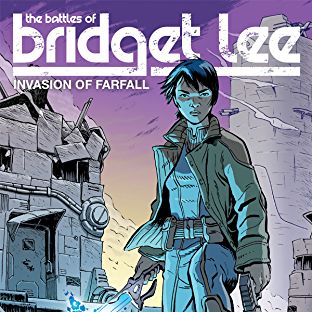 the battles of
bridget lee
INVASION OF FARFALL